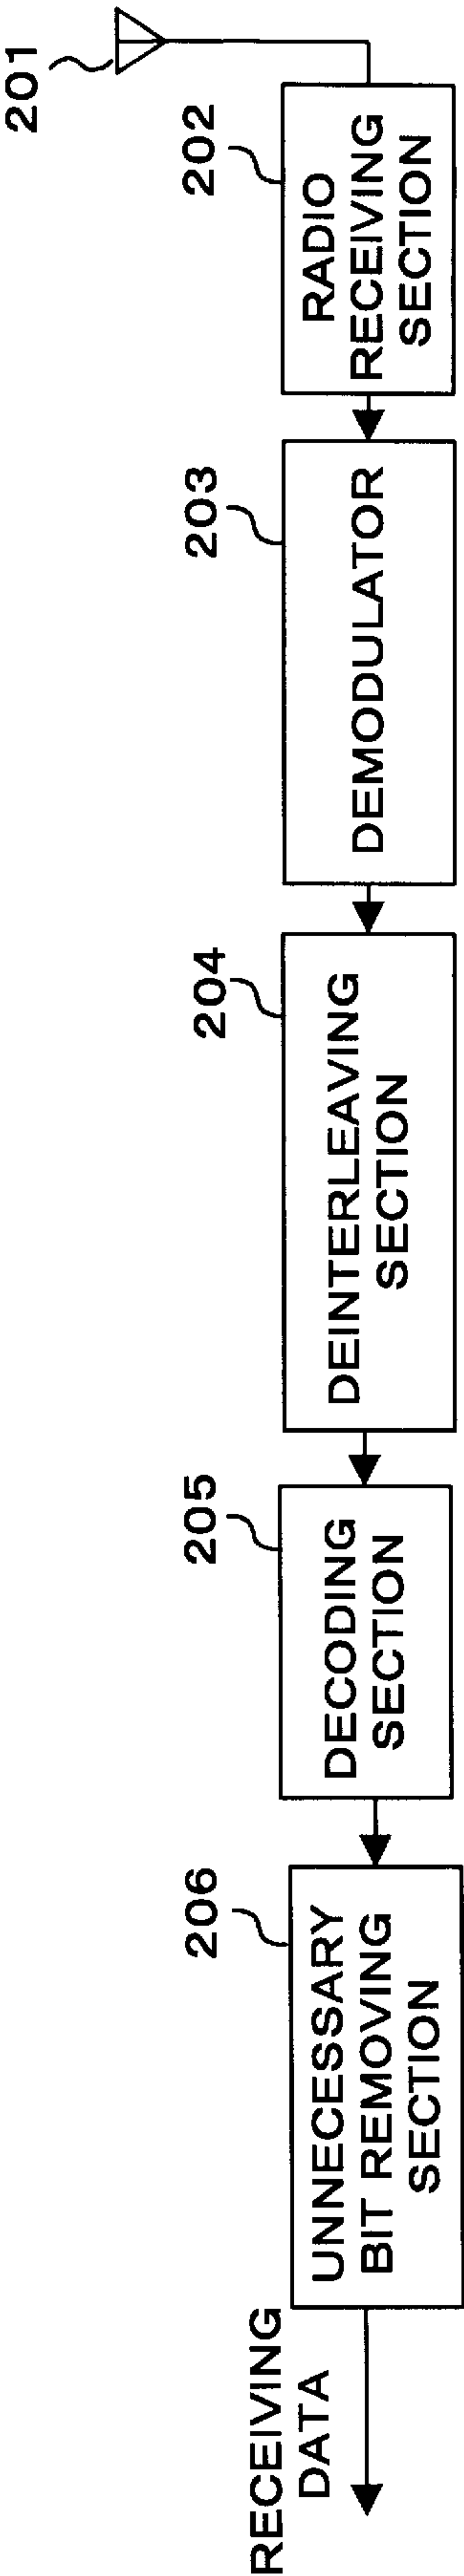 201
202
RADIO
RECEIVING
SECTION
203
DEMODULATOR
204
DEINTERLEAVING
SECTION
205
DECODING
SECTION
206
UNNECESSARY
BIT REMOVING
SECTION
RECEIVING
DATA